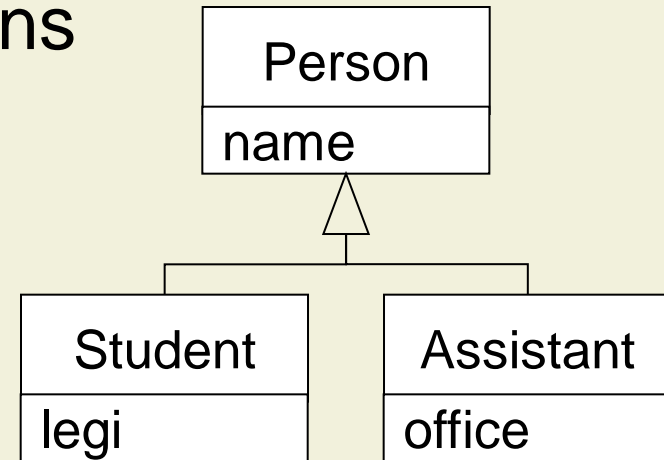 ns
Person
name
Student
Assistant
legi
office